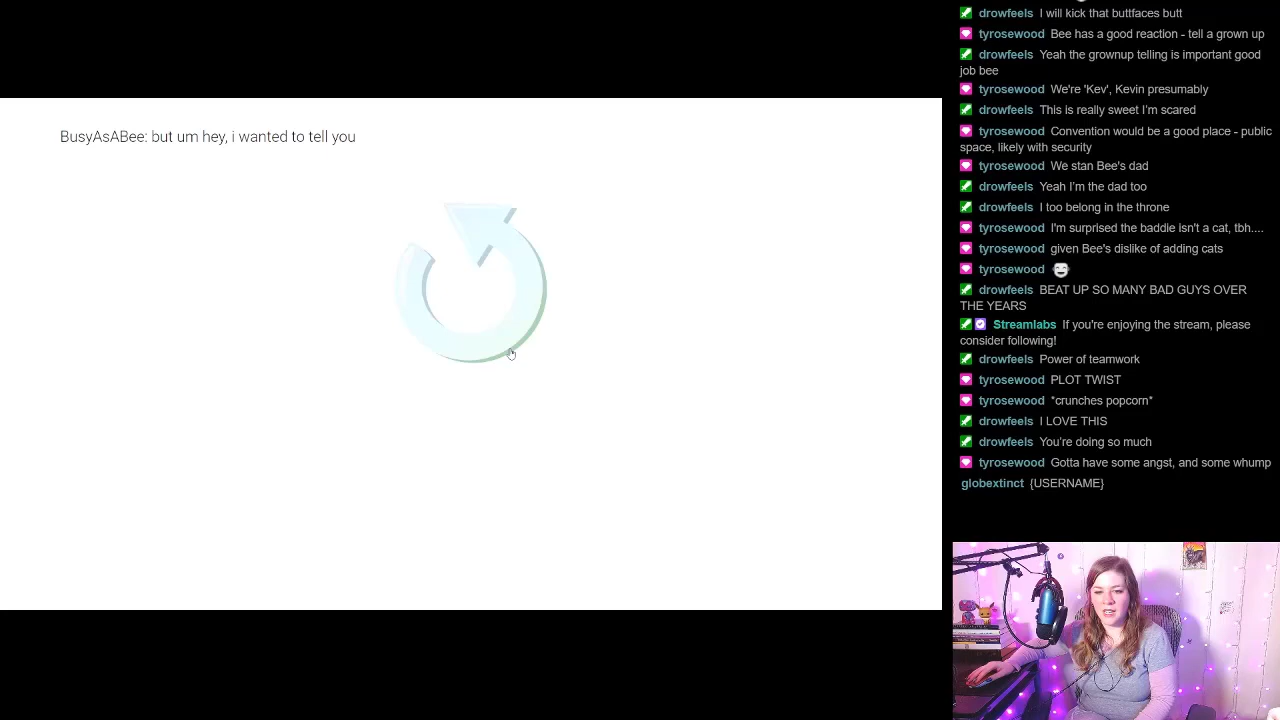 BusyAsABee: but um hey, i wanted to tell you
drowfeels I will kick that buttfaces butt
tyrosewood Bee has a good reaction - tell a grown up
drowfeels Yeah the grownup telling is important good
job bee
tyrosewood We're 'Kev', Kevin presumably
drowfeels This is really sweet I'm scared
tyrosewood Convention would be a good place - public
space, likely with security
tyrosewood We stan Bee's dad
drowfeels Yeah I'm the dad too
drowfeels I too belong in the throne
tyrosewood I'm surprised the baddie isn't a cat, tbh....
tyrosewood given Bee's dislike of adding cats
tyrosewood
drowfeels BEAT UP SO MANY BAD GUYS OVER
THE YEARS
Streamlabs If you're enjoying the stream, please
consider following!
drowfeels Power of teamwork
tyrosewood PLOT TWIST
tyrosewood *crunches popcorn*
drowfeels I LOVE THIS
drowfeels You're doing so much
tyrosewood Gotta have some angst, and some whump
globextinct {USERNAME}